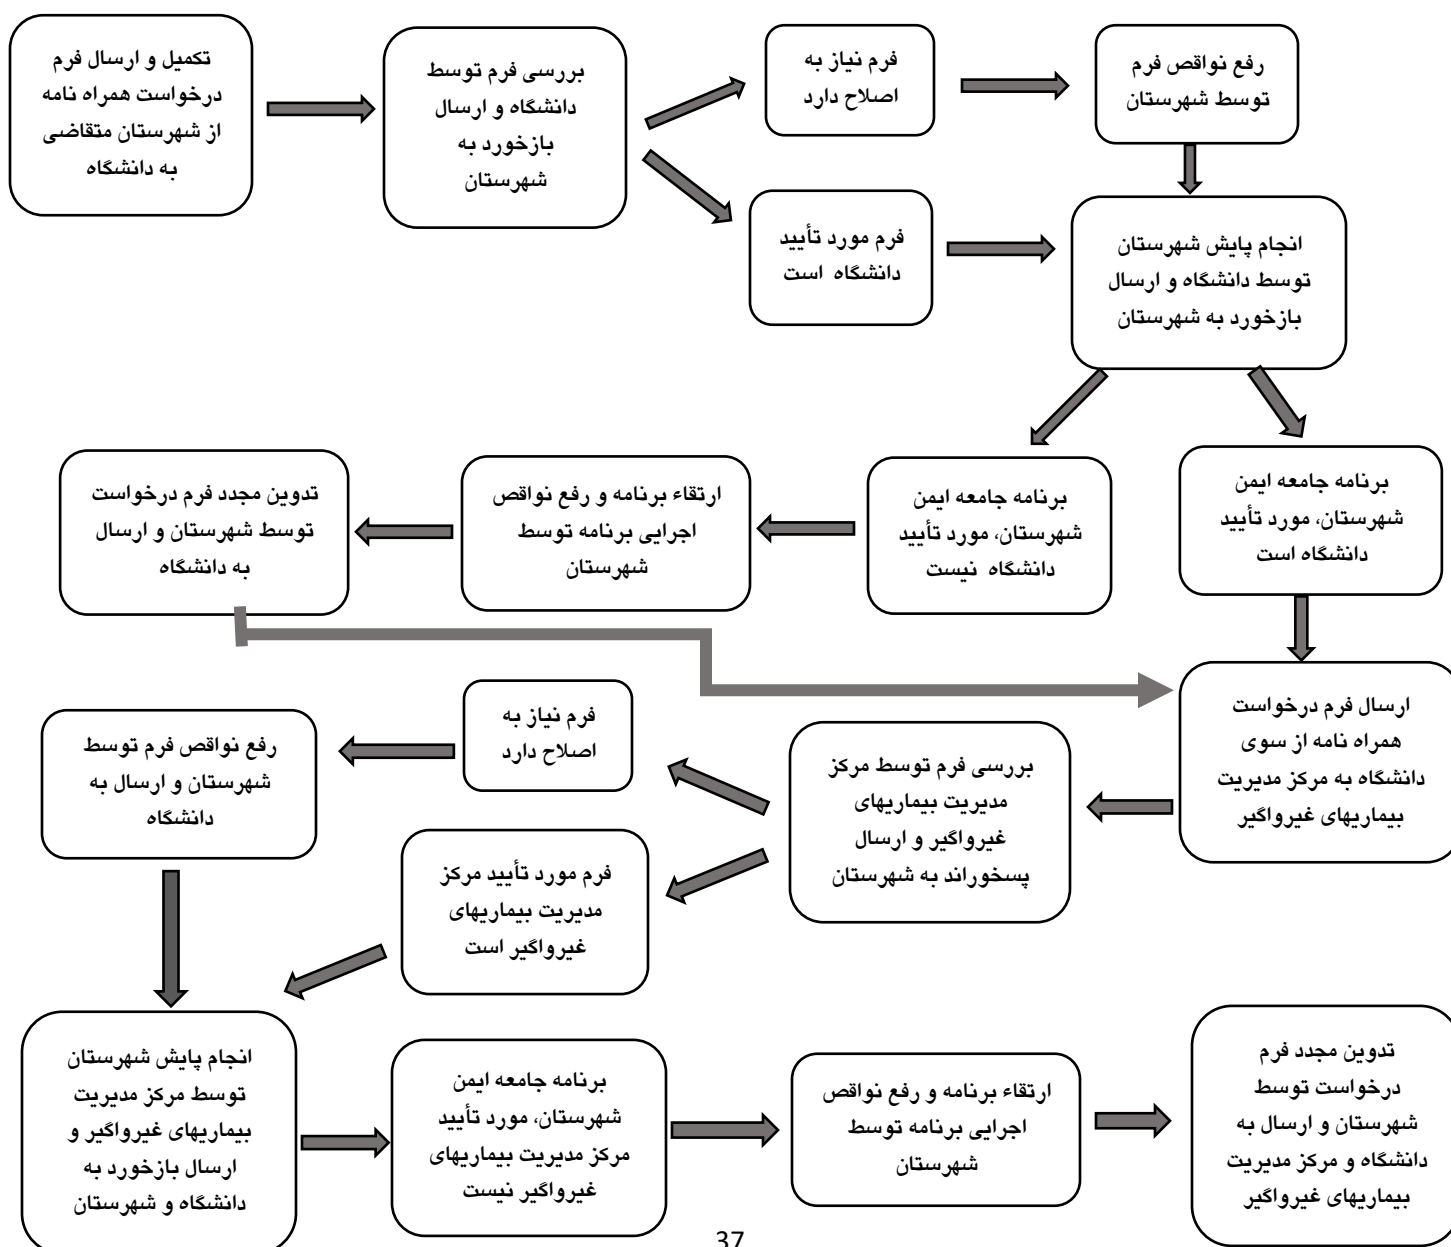 تکمیل و ارسال فرم
درخواست همراه نامه
از شهرستان متقاضی
به دانشگاه
بررسی فرم توسط
دانشگاه و ارسال
بازخورد به
شهرستان
فرم نیاز به
اصلاح دارد
رفع نواقص فرم
توسط شهرستان
فرم مورد تأیید
دانشگاه است
انجام پایش شهرستان
توسط دانشگاه و ارسال
بازخورد به شهرستان
برنامه جامعه ایمن
شهرستان، مورد تأیید
دانشگاه است
برنامه جامعه ایمن
شهرستان، مورد تأیید
دانشگاه نیست
ارتقاء برنامه و رفع نواقص
اجرایی برنامه توسط
شهرستان
تدوین مجدد فرم درخواست
توسط شهرستان و ارسال
به دانشگاه
ارسال فرم درخواست
همراه نامه از سوی
دانشگاه به مرکز مدیریت
بیماریهای غیرواگیر
بررسی فرم توسط مرکز
مدیریت بیماریهای
غیرواگیر و ارسال
پسخوراند به شهرستان
فرم نیاز به
اصلاح دارد
رفع نواقص فرم توسط
شهرستان و ارسال به
دانشگاه
فرم مورد تأیید مرکز
مدیریت بیماریهای
غیرواگیر است
انجام پایش شهرستان
توسط مرکز مدیریت
بیماریهای غیرواگیر و
ارسال بازخورد به
دانشگاه و شهرستان
برنامه جامعه ایمن
شهرستان، مورد تأیید
مرکز مدیریت بیماریهای
غیرواگیر نیست
ارتقاء برنامه و رفع نواقص
اجرایی برنامه توسط
شهرستان
تدوین مجدد فرم
درخواست توسط
شهرستان و ارسال به
دانشگاه و مرکز مدیریت
بیماریهای غیرواگیر
37